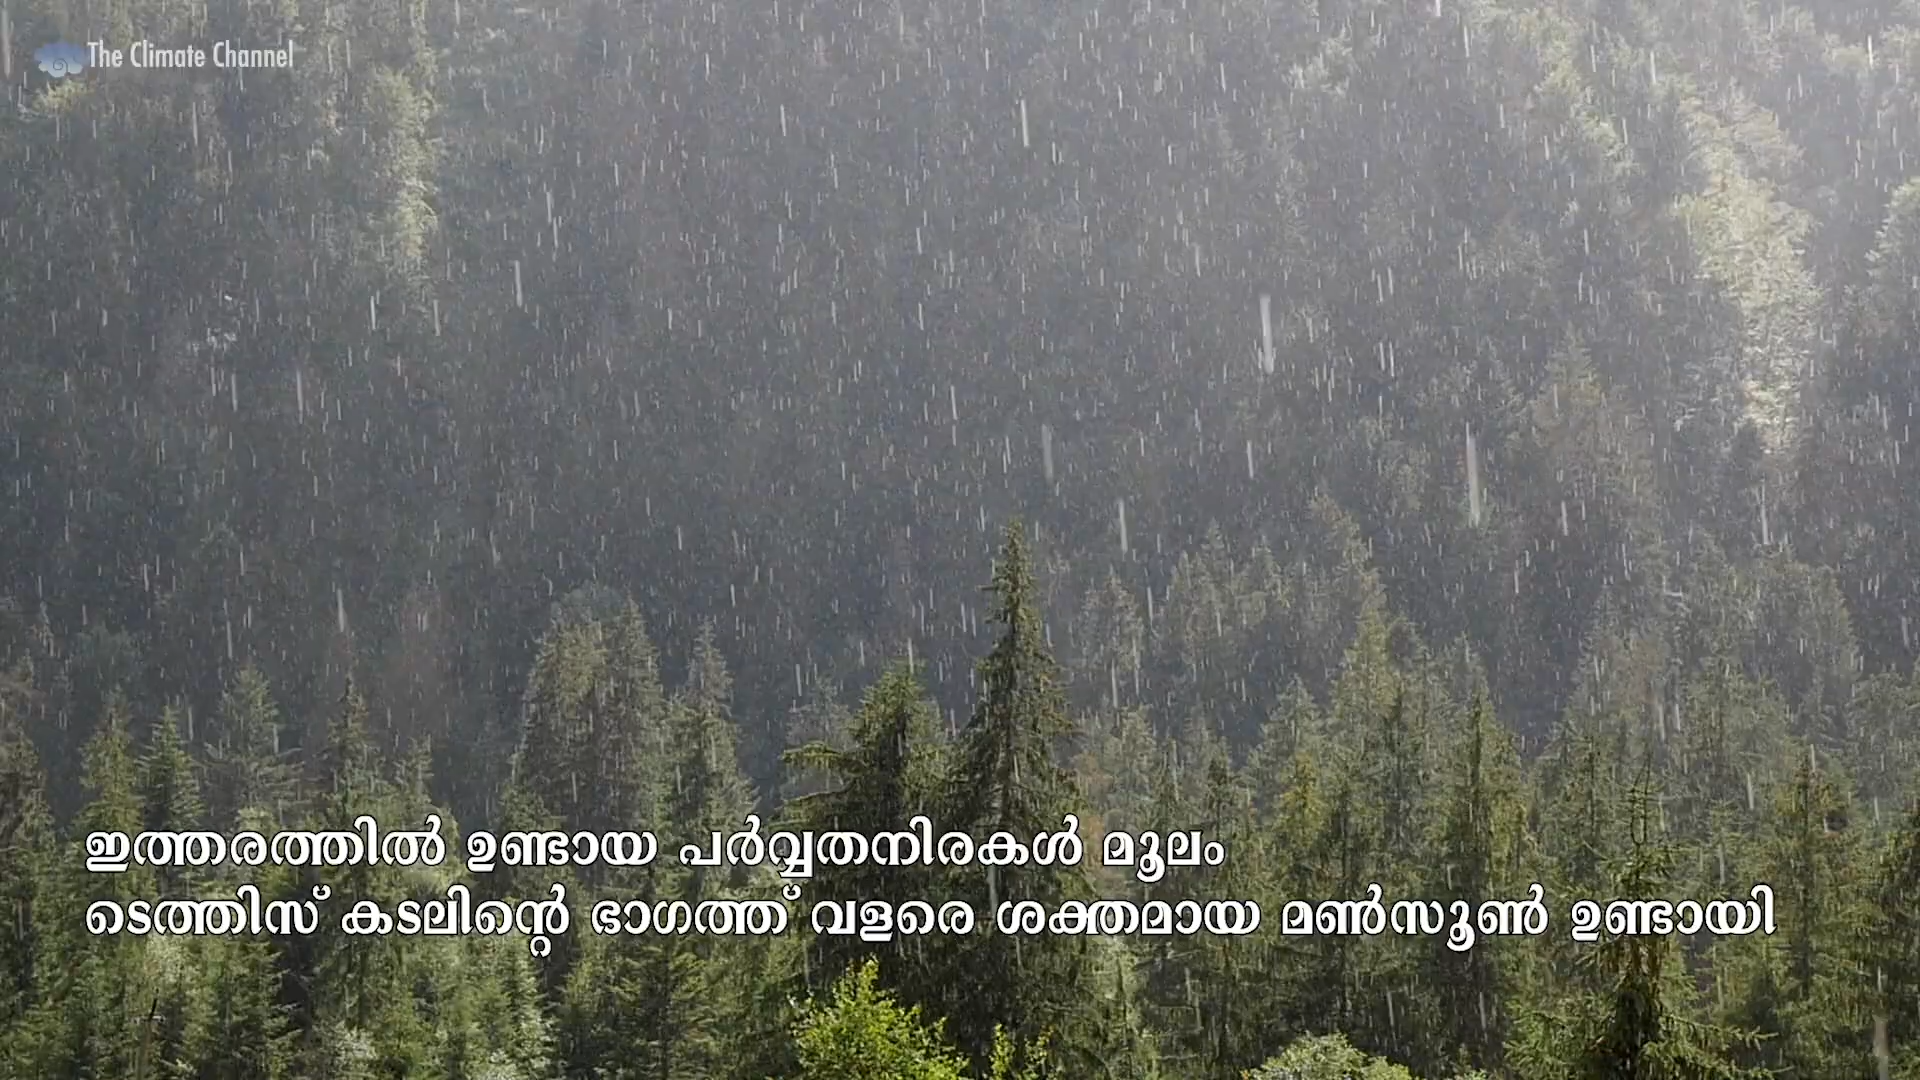 The Climate Channel
ഇത്തരത്തിൽ ഉണ്ടായ പർവ്വതനിരകൾ മൂലം
ടെത്തിസ് കടലിന്റെ ഭാഗത്ത് വളരെ ശക്തമായ മൺസൂൺ ഉണ്ടായി